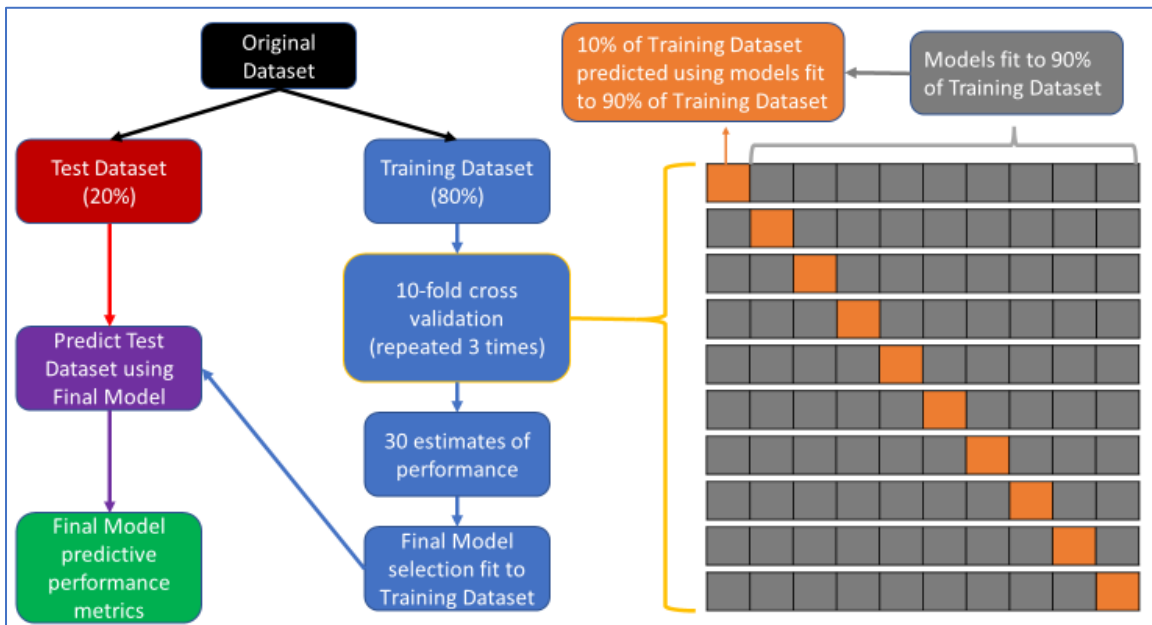 Original
Dataset
10% of Training Dataset
predicted using models fit
to 90% of Training Dataset
Models fit to 90%
of Training Dataset
Test Dataset
(20%)
Training Dataset
(80%)
10-fold cross
validation
(repeated 3 times)
Predict Test
Dataset using
Final Model
30 estimates of
performance
Final Model
predictive
performance
metrics
Final Model
selection fit to
Training Dataset